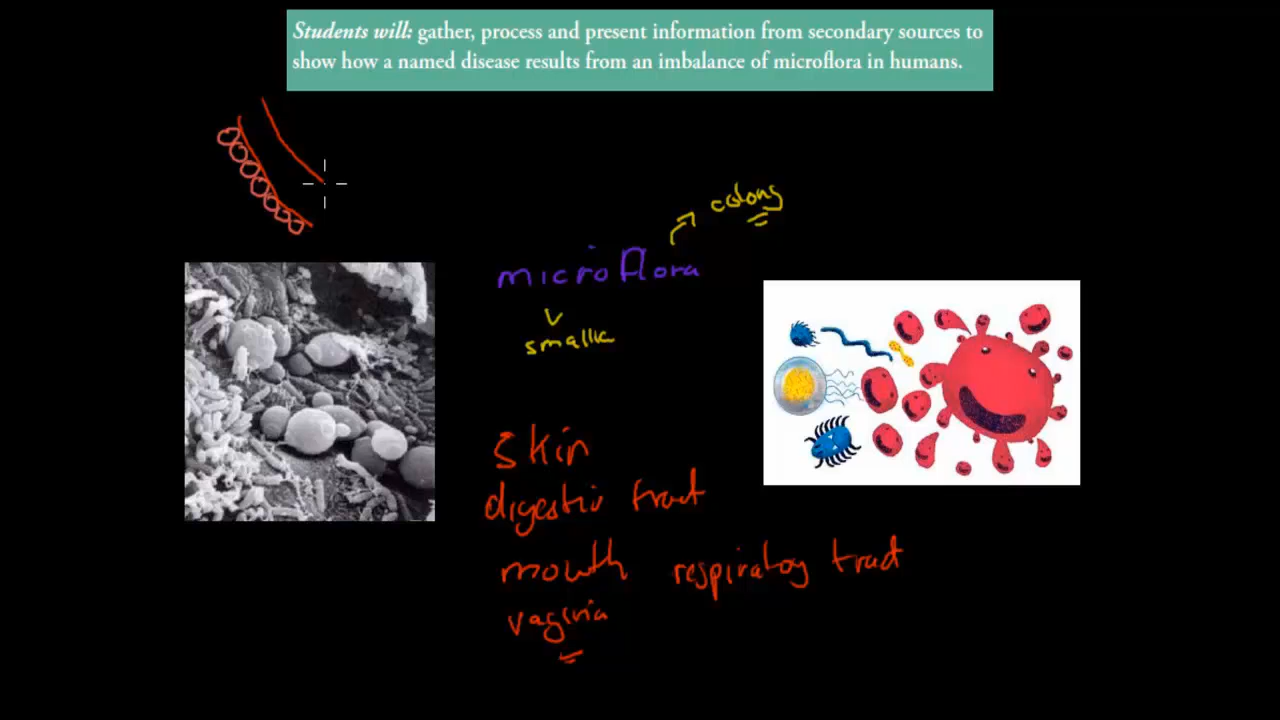 Students will: gather, process and present information from secondary sources to
show how a named disease results from an imbalance of microflora in humans.
colony
microflora
smaller
skin
digestive tract
mouth respiratory tract
vagina